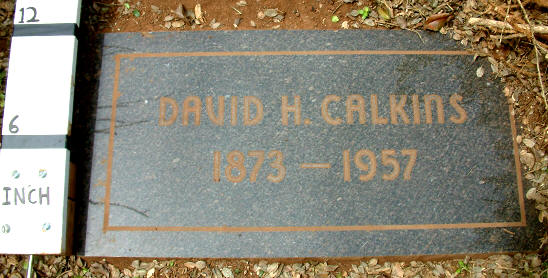 12
6
INCH
DAVID H. CALKINS
1873 — 1957